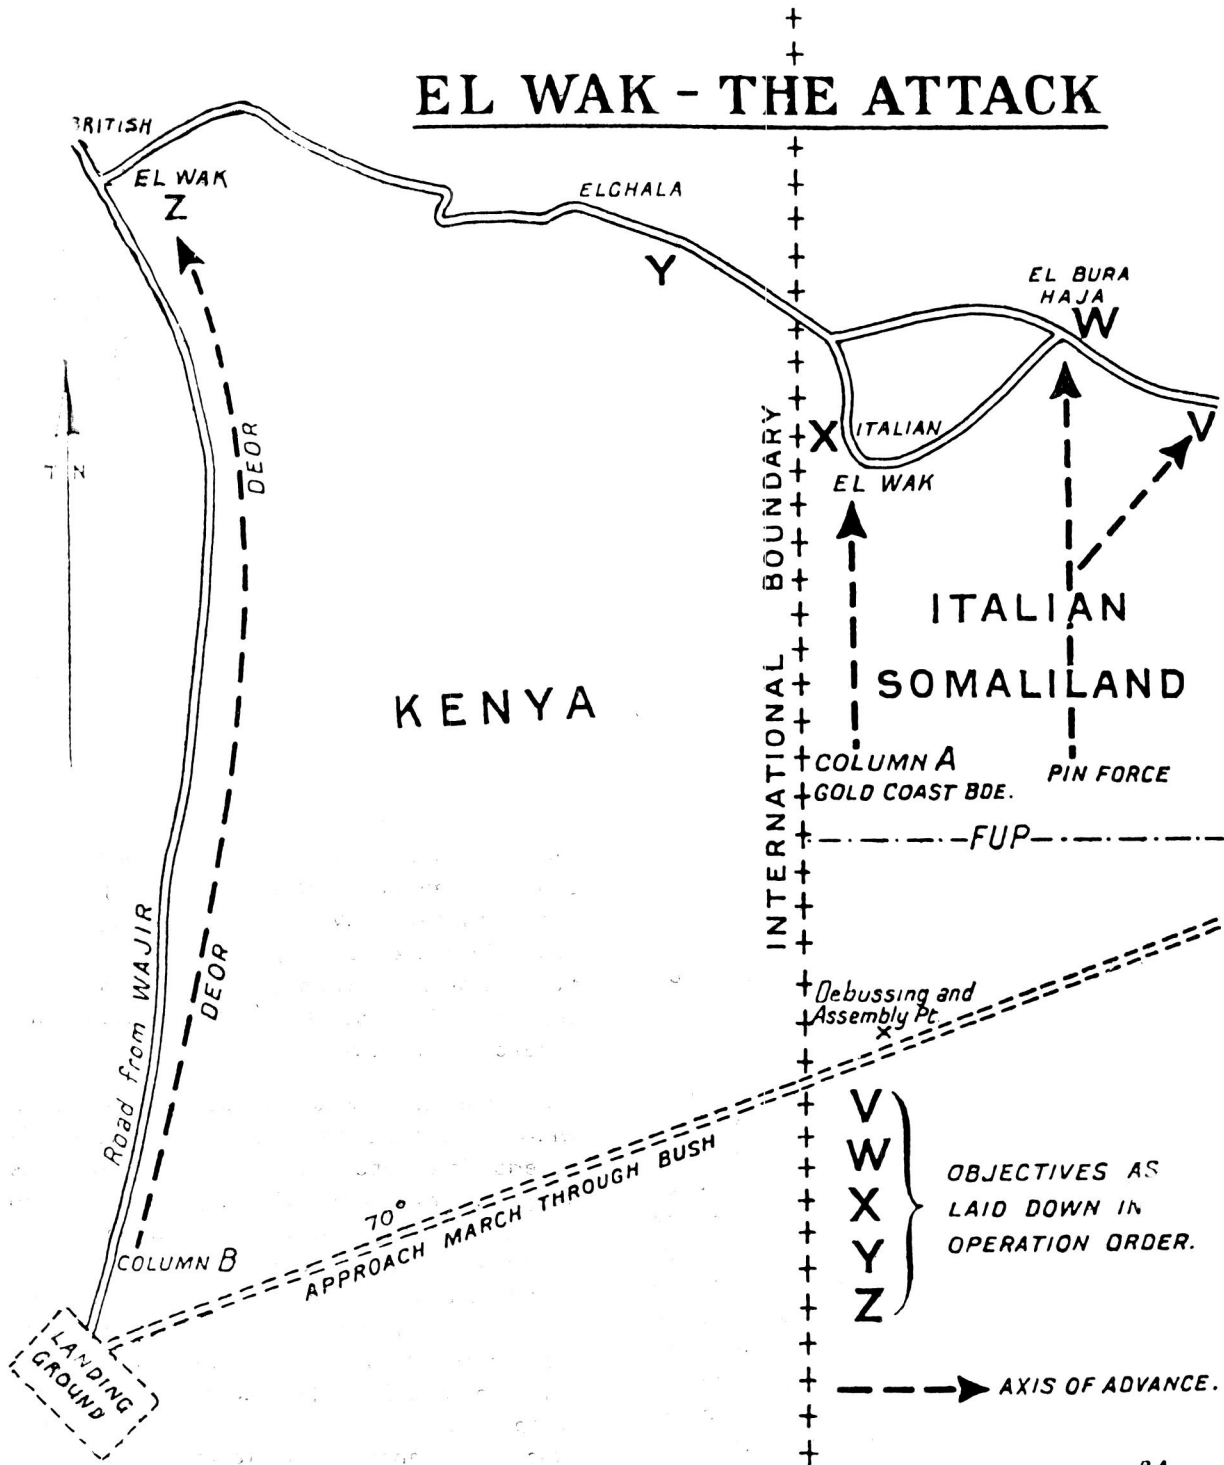 EL WAK - THE ATTACK
BRITISH
EL WAK
Z
ELGHALA
Y
EL BURA
HAJA
W
V
X
ITALIAN
EL WAK
DEOR
INTERNATIONAL BOUNDARY
ITALIAN
SOMALILAND
KENYA
COLUMN A
GOLD COAST BDE.
PIN FORCE
FUP
Road from WAJIR
DEOR
Debussing and
Assembly Pt.
70°
APPROACH MARCH THROUGH BUSH
COLUMN B
LANDING
GROUND
V
W
X
Y
Z
OBJECTIVES AS
LAID DOWN IN
OPERATION ORDER.
AXIS OF ADVANCE.